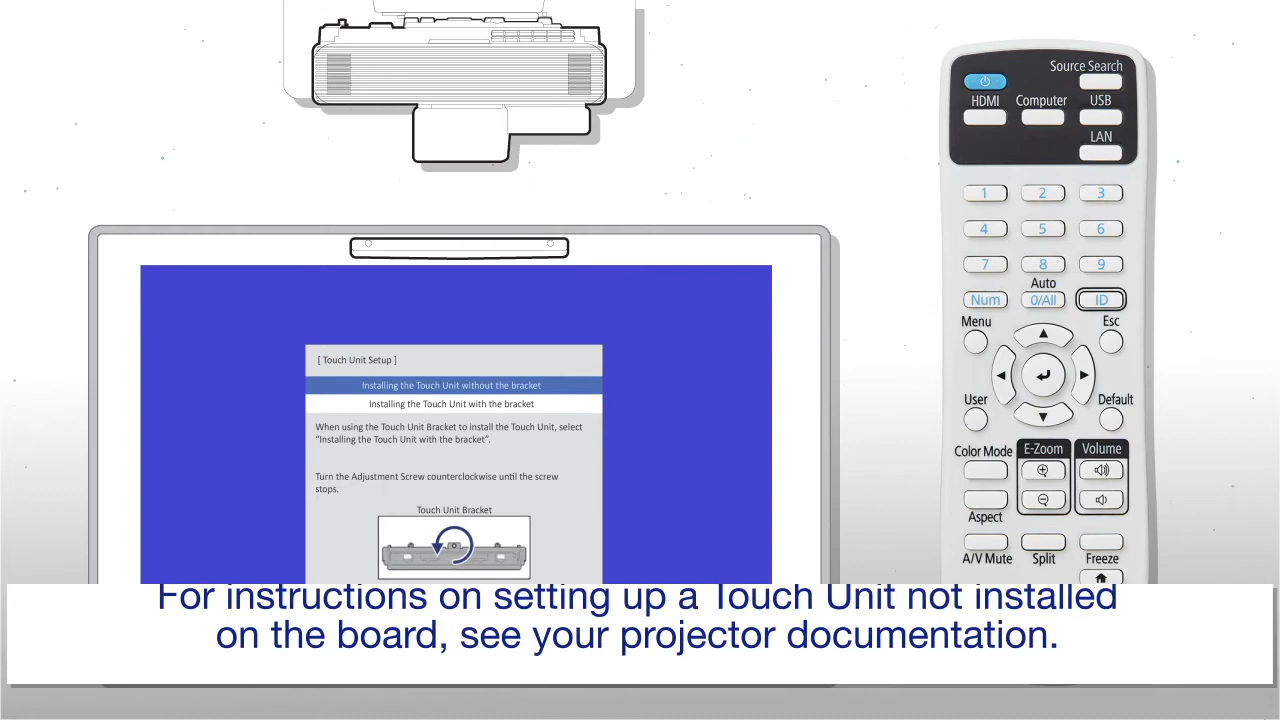 Source Search
HDMI Computer USB
LAN
1 2 3
4 5 6
7 8 9
Auto
Num 0/All ID
Menu Esc
User Default
Color Mode E-Zoom Volume
Aspect
A/V Mute Split Freeze
[ Touch Unit Setup ]
Installing the Touch Unit without the bracket
Installing the Touch Unit with the bracket
When using the Touch Unit Bracket to install the Touch Unit, select
“Installing the Touch Unit with the bracket”.
Turn the Adjustment Screw counterclockwise until the screw
stops.
Touch Unit Bracket
For instructions on setting up a Touch Unit not installed
on the board, see your projector documentation.